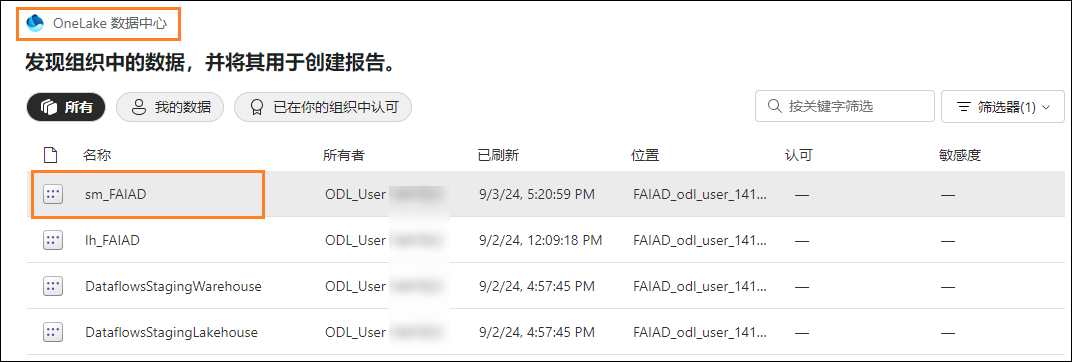 OneLake 数据中心
发现组织中的数据，并将其用于创建报告。
所有 我的数据 已在你的组织中认可 按关键字筛选 筛选器(1)
名称 所有者 已刷新 位置 认可 敏感度
sm_FAIAD ODL_User 9/3/24, 5:20:59 PM FAIAD_odl_user_141... — —
lh_FAIAD ODL_User 9/2/24, 12:09:18 PM FAIAD_odl_user_141... — —
DataflowsStagingWarehouse ODL_User 9/2/24, 4:57:45 PM FAIAD_odl_user_141... — —
DataflowsStagingLakehouse ODL_User 9/2/24, 4:57:45 PM FAIAD_odl_user_141... — —